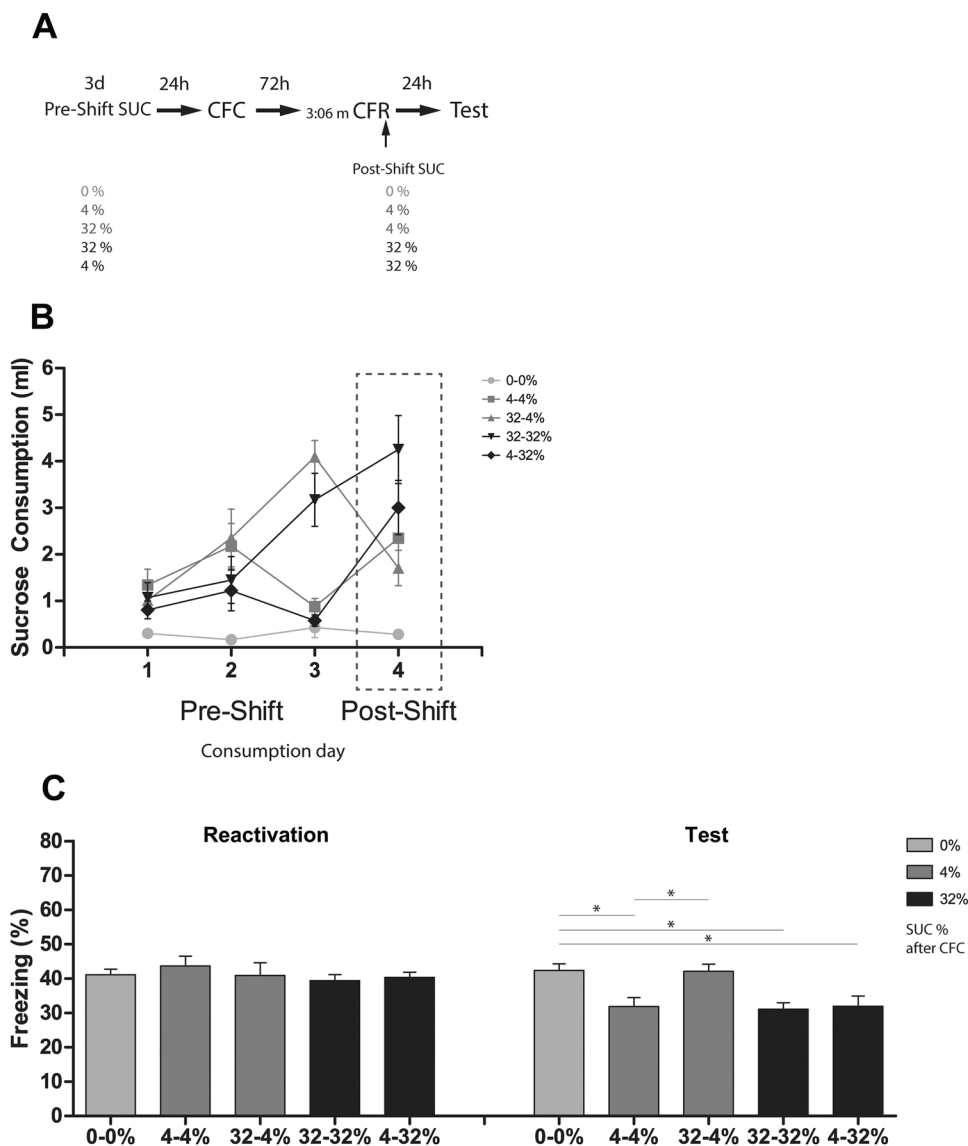 A
3d 24h 72h 24h
Pre-Shift SUC CFC 3:06 m CFR Test
Post-Shift SUC
0 % 0 %
4 % 4 %
32 % 4 %
32 % 32 %
4 % 32 %
B
Sucrose Consumption (ml)
6
5
4
3
2
1
0
1 2 3 4
Pre-Shift Post-Shift
Consumption day
0-0%
4-4%
32-4%
32-32%
4-32%
C
Reactivation Test
Freezing (%)
80
70
60
50
40
30
20
10
0
* *
*
*
0-0% 4-4% 32-4% 32-32% 4-32% 0-0% 4-4% 32-4% 32-32% 4-32%
0%
4%
32%
SUC %
after CFC